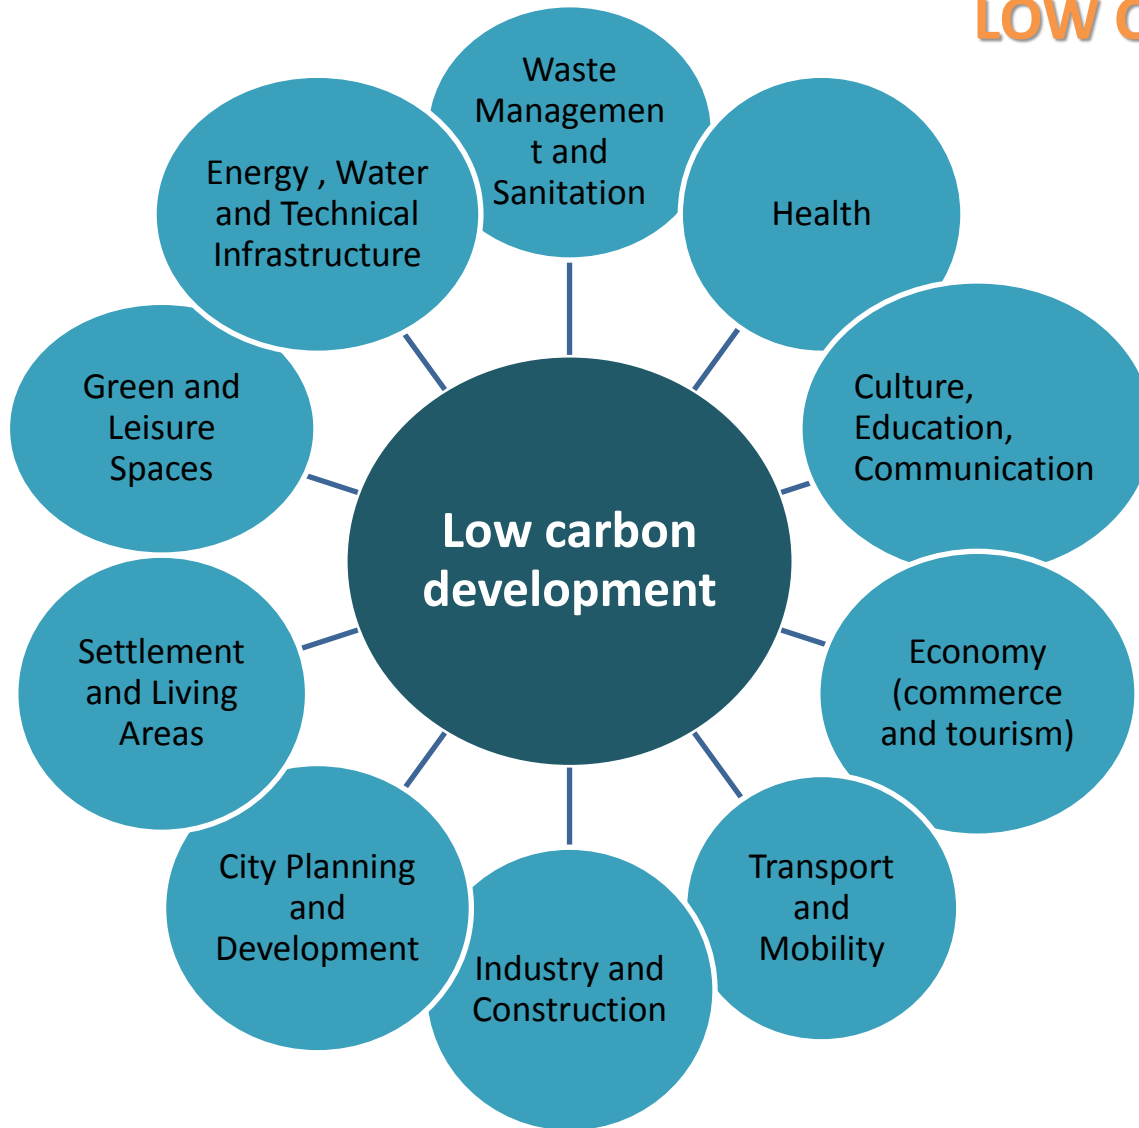 LOW C
Waste
Managemen
t and
Sanitation
Health
Culture,
Education,
Communication
Economy
(commerce
and tourism)
Transport
and
Mobility
Industry and
Construction
City Planning
and
Development
Settlement
and Living
Areas
Green and
Leisure
Spaces
Energy , Water
and Technical
Infrastructure
Low carbon
development